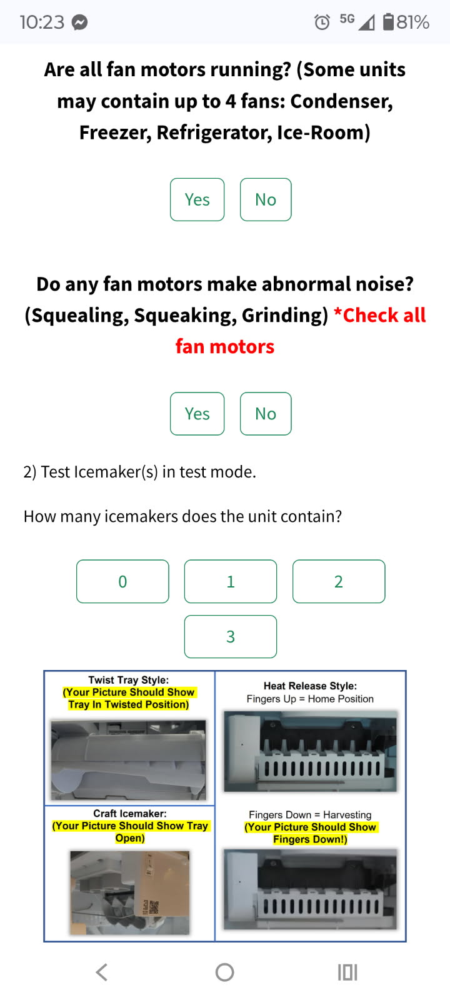 10:23
5G
81%
Are all fan motors running? (Some units
may contain up to 4 fans: Condenser,
Freezer, Refrigerator, Ice-Room)
Yes
No
Do any fan motors make abnormal noise?
(Squealing, Squeaking, Grinding) *Check all
fan motors
Yes
No
2) Test Icemaker(s) in test mode.
How many icemakers does the unit contain?
0
1
2
3
Twist Tray Style:
(Your Picture Should Show
Tray In Twisted Position)
Heat Release Style:
Fingers Up = Home Position
Craft Icemaker:
(Your Picture Should Show Tray
Open)
Fingers Down = Harvesting
(Your Picture Should Show
Fingers Down!)